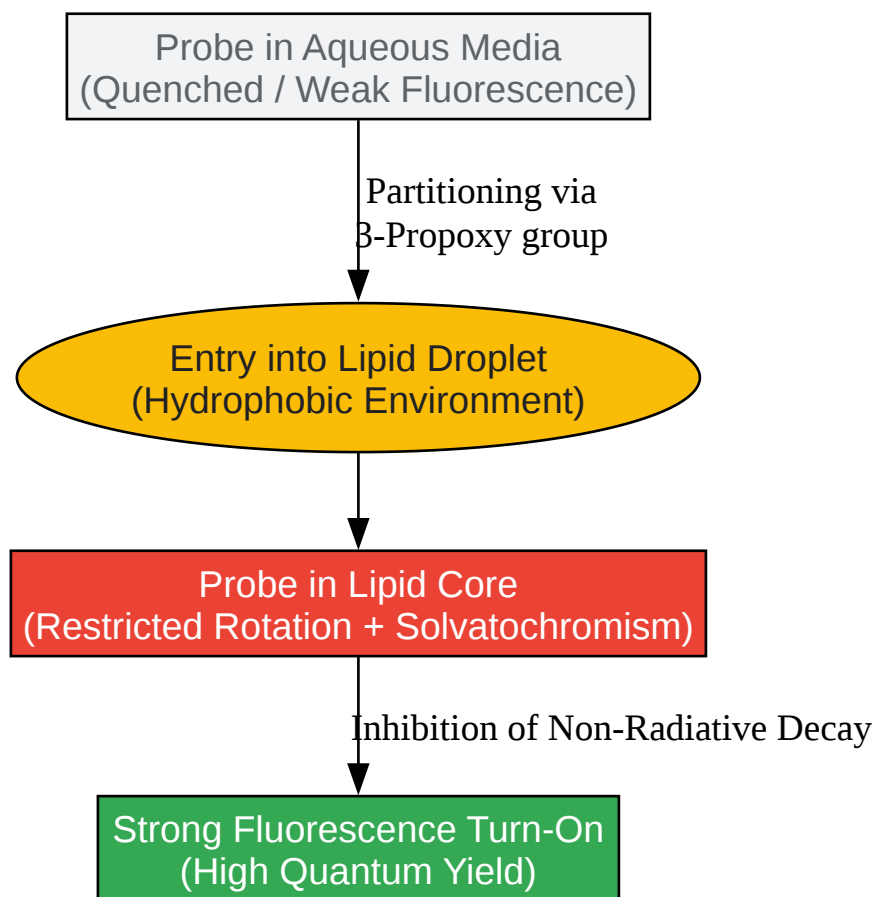 Probe in Aqueous Media
(Quenched / Weak Fluorescence)
Partitioning via
3-Propoxy group
Entry into Lipid Droplet
(Hydrophobic Environment)
Probe in Lipid Core
(Restricted Rotation + Solvatochromism)
Inhibition of Non-Radiative Decay
Strong Fluorescence Turn-On
(High Quantum Yield)